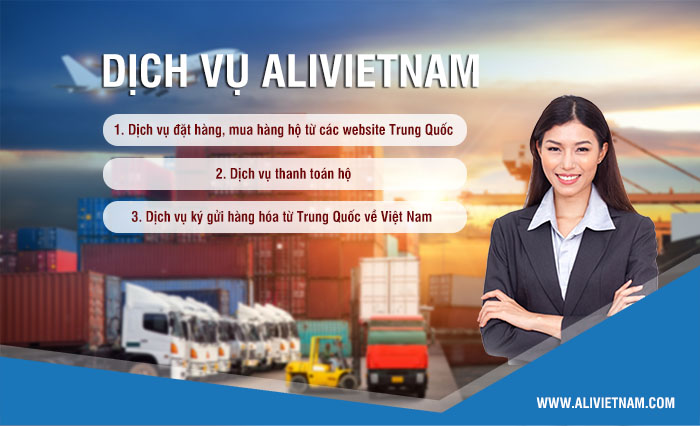 DỊCH VỤ ALIVIETNAM
1. Dịch vụ đặt hàng, mua hàng hộ từ các website Trung Quốc
2. Dịch vụ thanh toán hộ
3. Dịch vụ ký gửi hàng hóa từ Trung Quốc về Việt Nam
WWW.ALIVIETNAM.COM